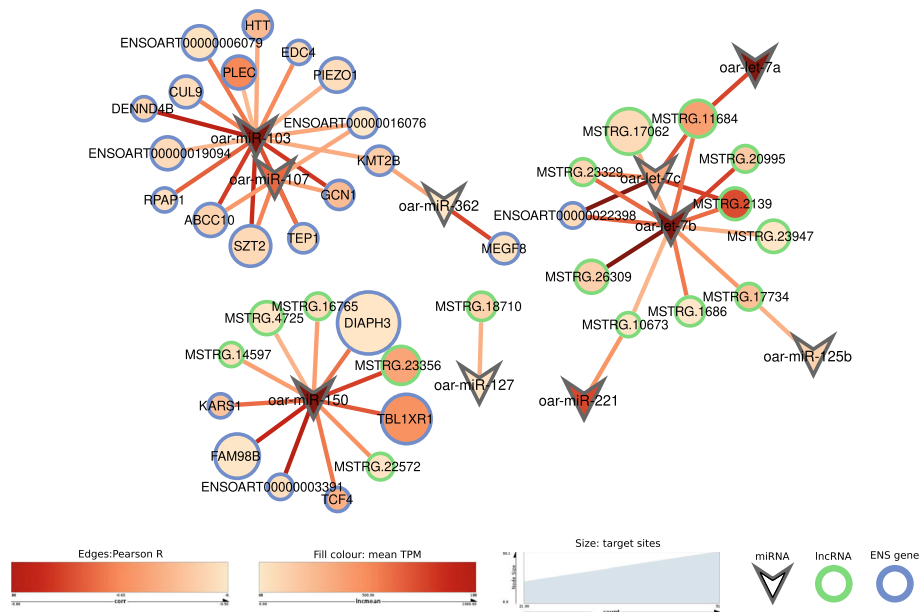 HTT
ENSOART00000006079
EDC4
PLEC
PIEZO1
CUL9
DENND4B
ENSOART00000016076
oar-miR-103
ENSOART00000019094
KMT2B
oar-miR-107
GCN1
RPAP1
ABCC10
SZT2
TEP1
oar-miR-362
MEGF8
oar-let-7a
MSTRG.11684
MSTRG.17062
MSTRG.20995
MSTRG.23329
oar-let-7c
MSTRG.2139
ENSOART00000022398
oar-let-7b
MSTRG.23947
MSTRG.26309
MSTRG.17734
MSTRG.1686
MSTRG.10673
oar-miR-125b
oar-miR-221
MSTRG.18710
oar-miR-127
MSTRG.16765
MSTRG.4725
DIAPH3
MSTRG.14597
MSTRG.23356
oar-miR-150
KARS1
TBL1XR1
FAM98B
MSTRG.22572
ENSOART00000003391
TCF4
Edges:Pearson R
corr
Fill colour: mean TPM
lncmean
Size: target sites
Node Size
count
miRNA
lncRNA
ENS gene